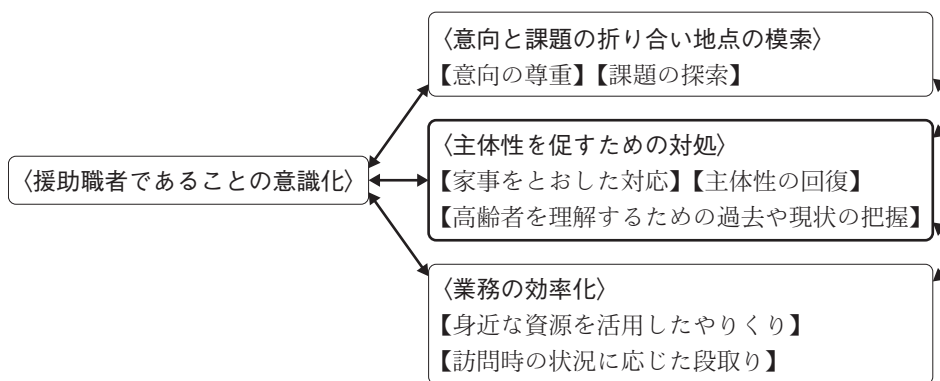 〈意向と課題の折り合い地点の模索〉
【意向の尊重】【課題の探索】
〈援助職者であることの意識化〉
〈主体性を促すための対処〉
【家事をとおした対応】【主体性の回復】
【高齢者を理解するための過去や現状の把握】
〈業務の効率化〉
【身近な資源を活用したやりくり】
【訪問時の状況に応じた段取り】